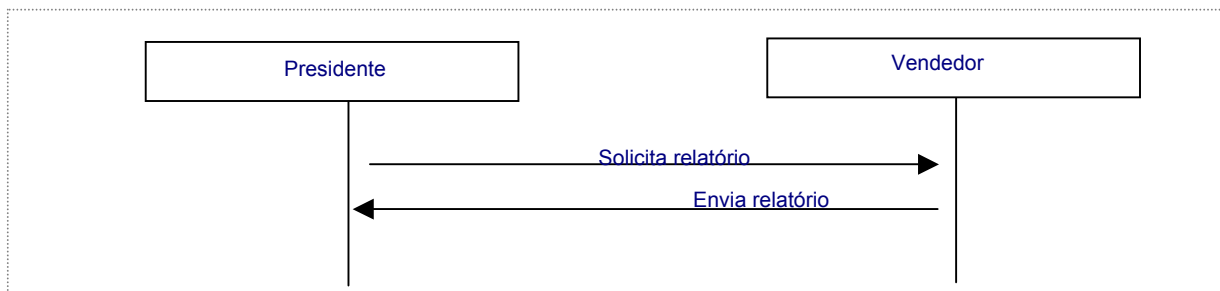 Presidente
Vendedor
Solicita relatório
Envia relatório